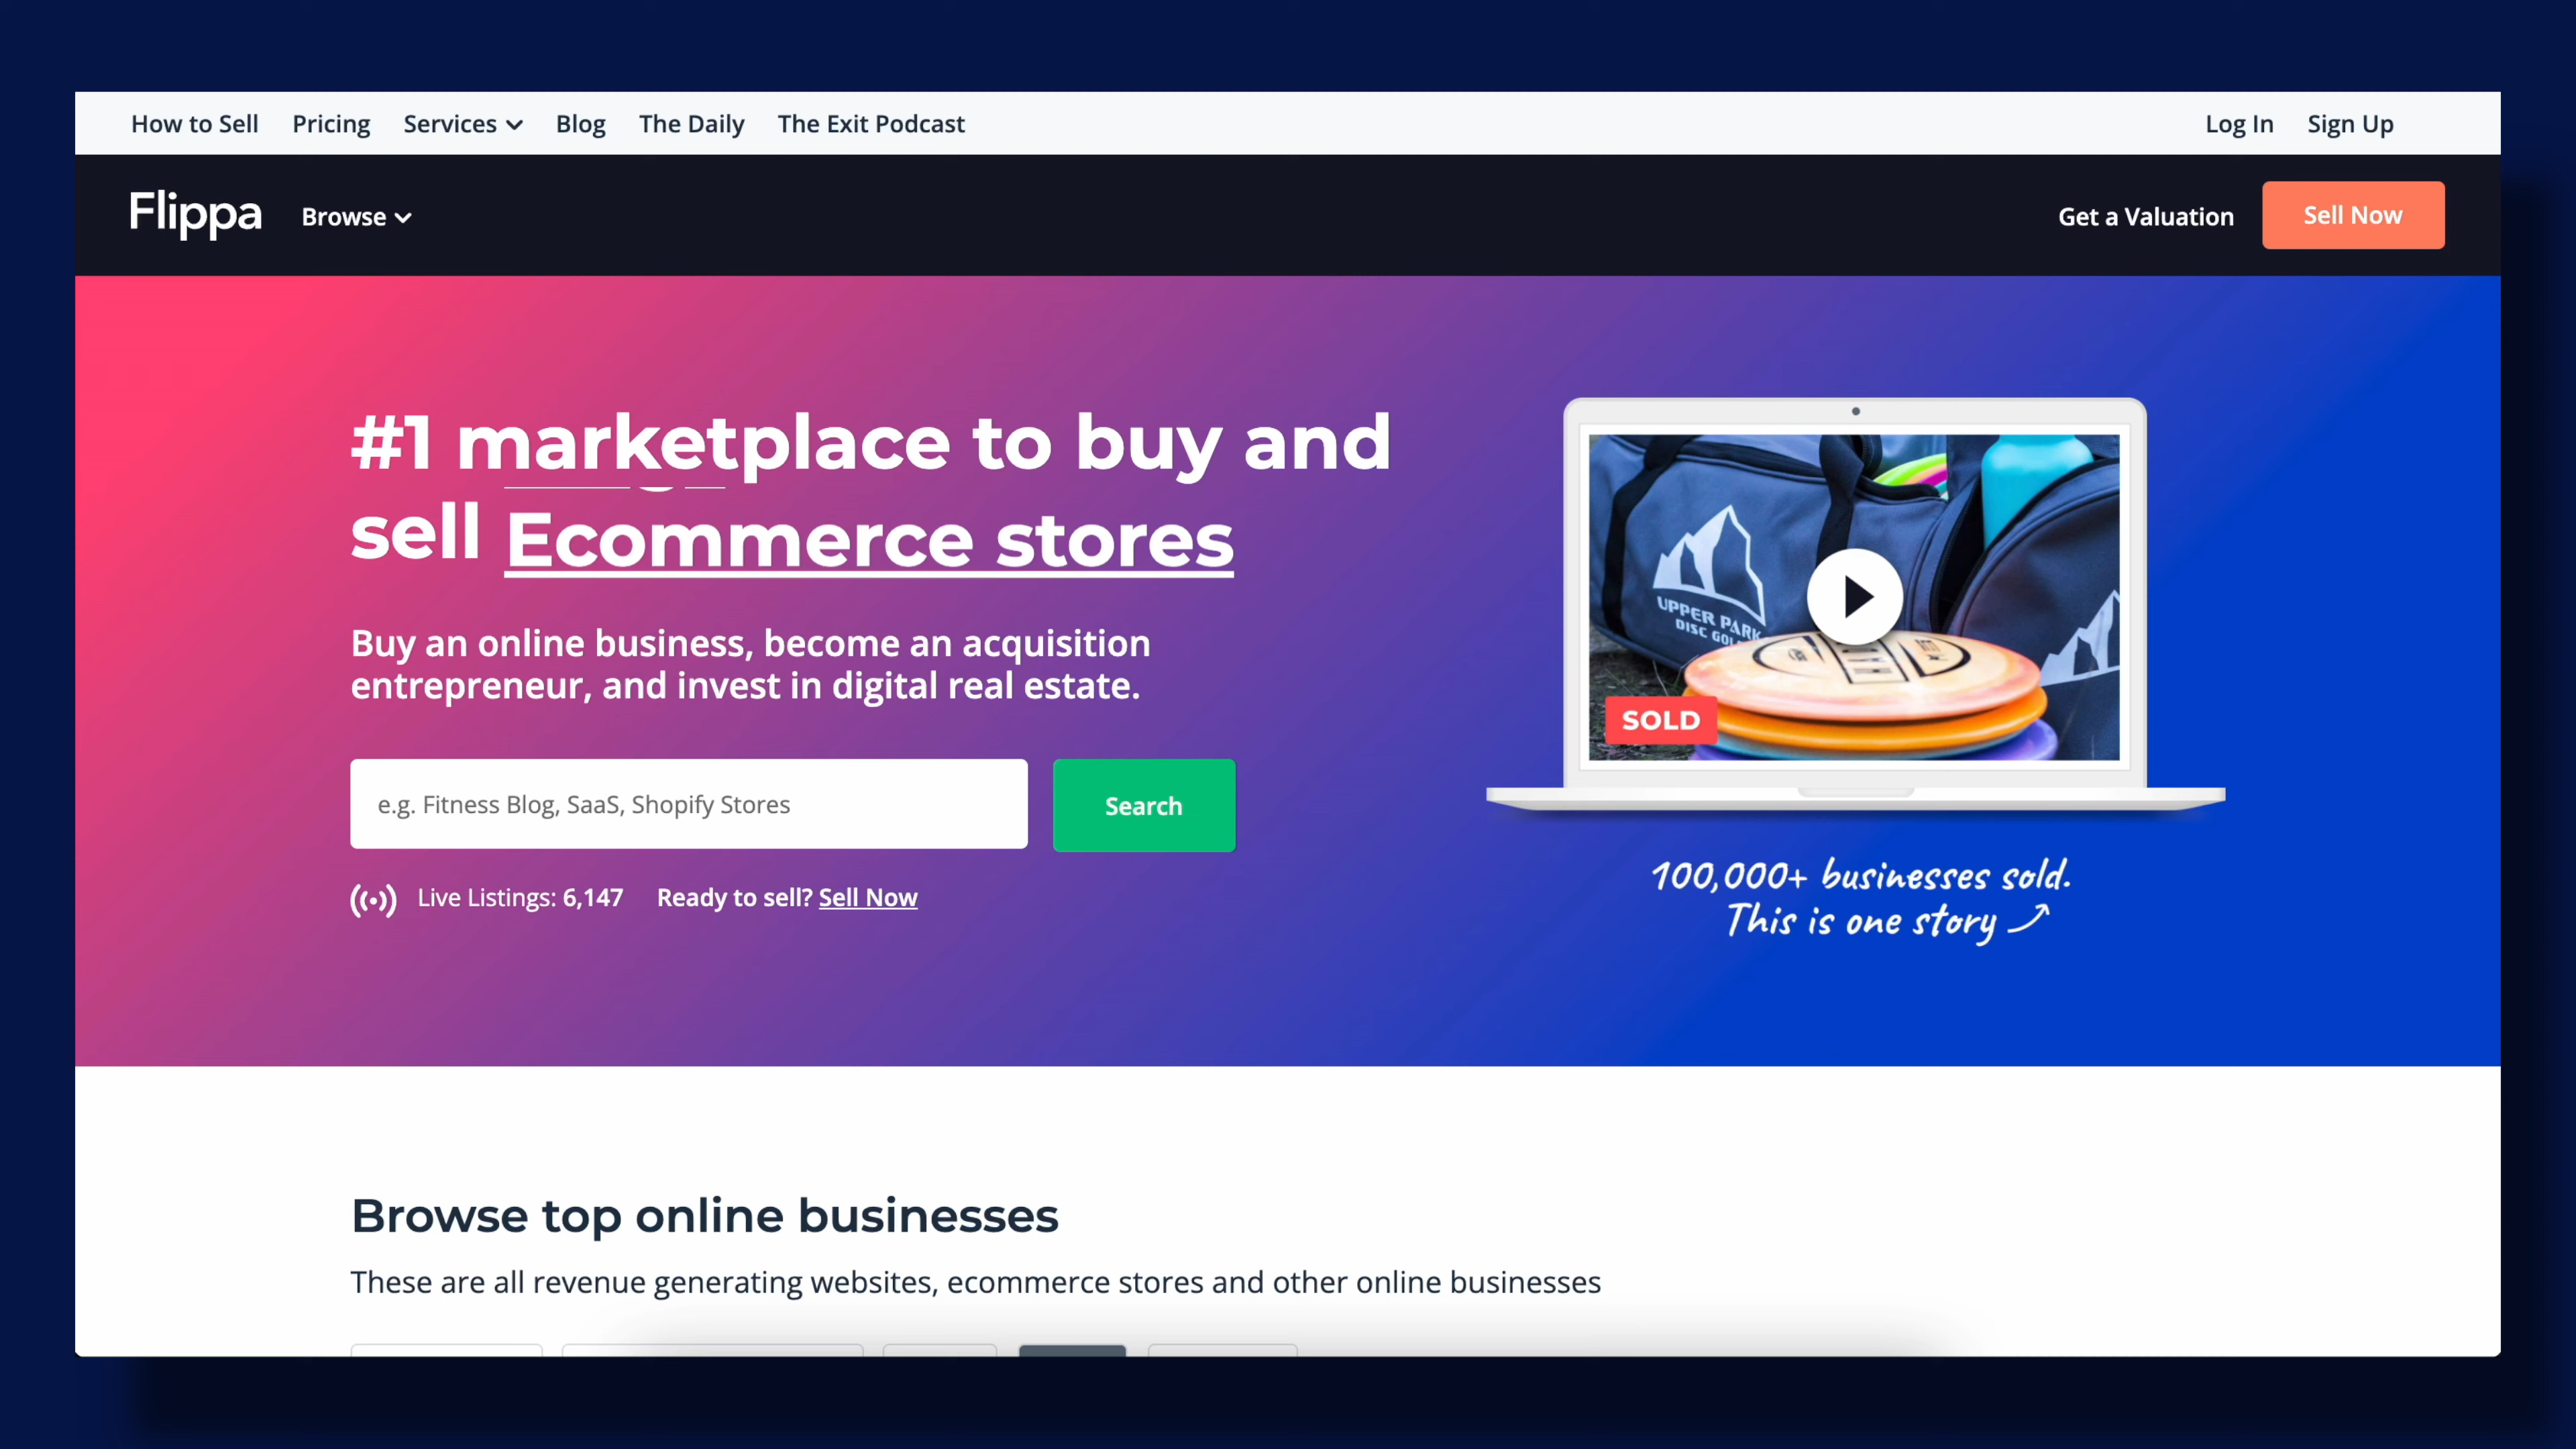 How to Sell Pricing Services Blog The Daily The Exit Podcast Log In Sign Up
Flippa Browse Get a Valuation Sell Now
#1 marketplace to buy and
sell Ecommerce stores
Buy an online business, become an acquisition
entrepreneur, and invest in digital real estate.
e.g. Fitness Blog, SaaS, Shopify Stores Search
Live Listings: 6,147 Ready to sell? Sell Now
UPPER PARK
DISC GOLF
SOLD
100,000+ businesses sold.
This is one story
Browse top online businesses
These are all revenue generating websites, ecommerce stores and other online businesses